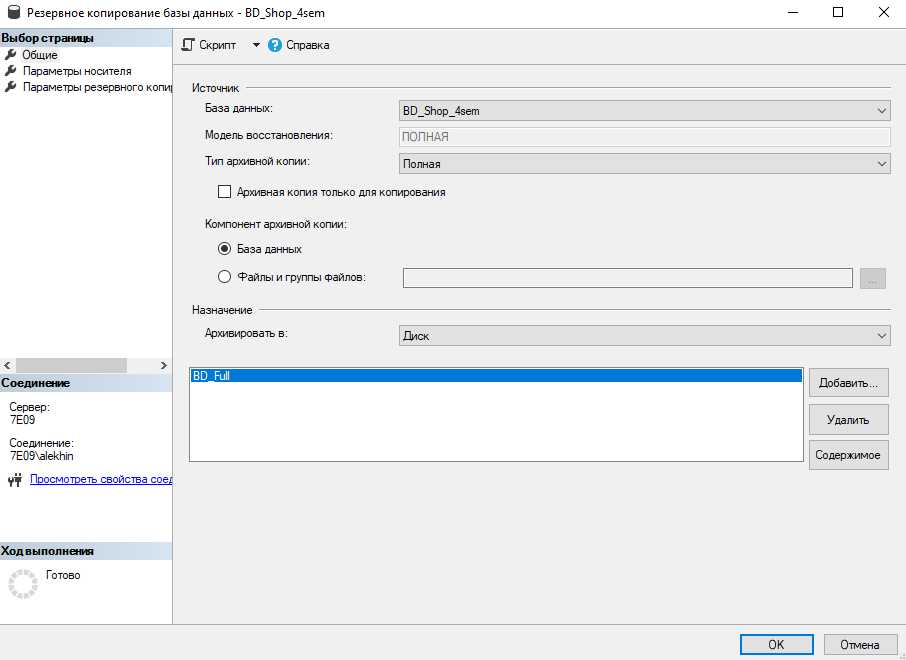 Резервное копирование базы данных - BD_Shop_4sem
Выбор страницы
Общие
Параметры носителя
Параметры резервного копи
Скрипт
Справка
Источник
База данных:
BD_Shop_4sem
Модель восстановления:
ПОЛНАЯ
Тип архивной копии:
Полная
Архивная копия только для копирования
Компонент архивной копии:
База данных
Файлы и группы файлов:
...
Назначение
Архивировать в:
Диск
BD_Full
Добавить...
Удалить
Содержимое
Соединение
Сервер:
7E09
Соединение:
7E09\alekhin
Просмотреть свойства соед
Ход выполнения
Готово
OK
Отмена